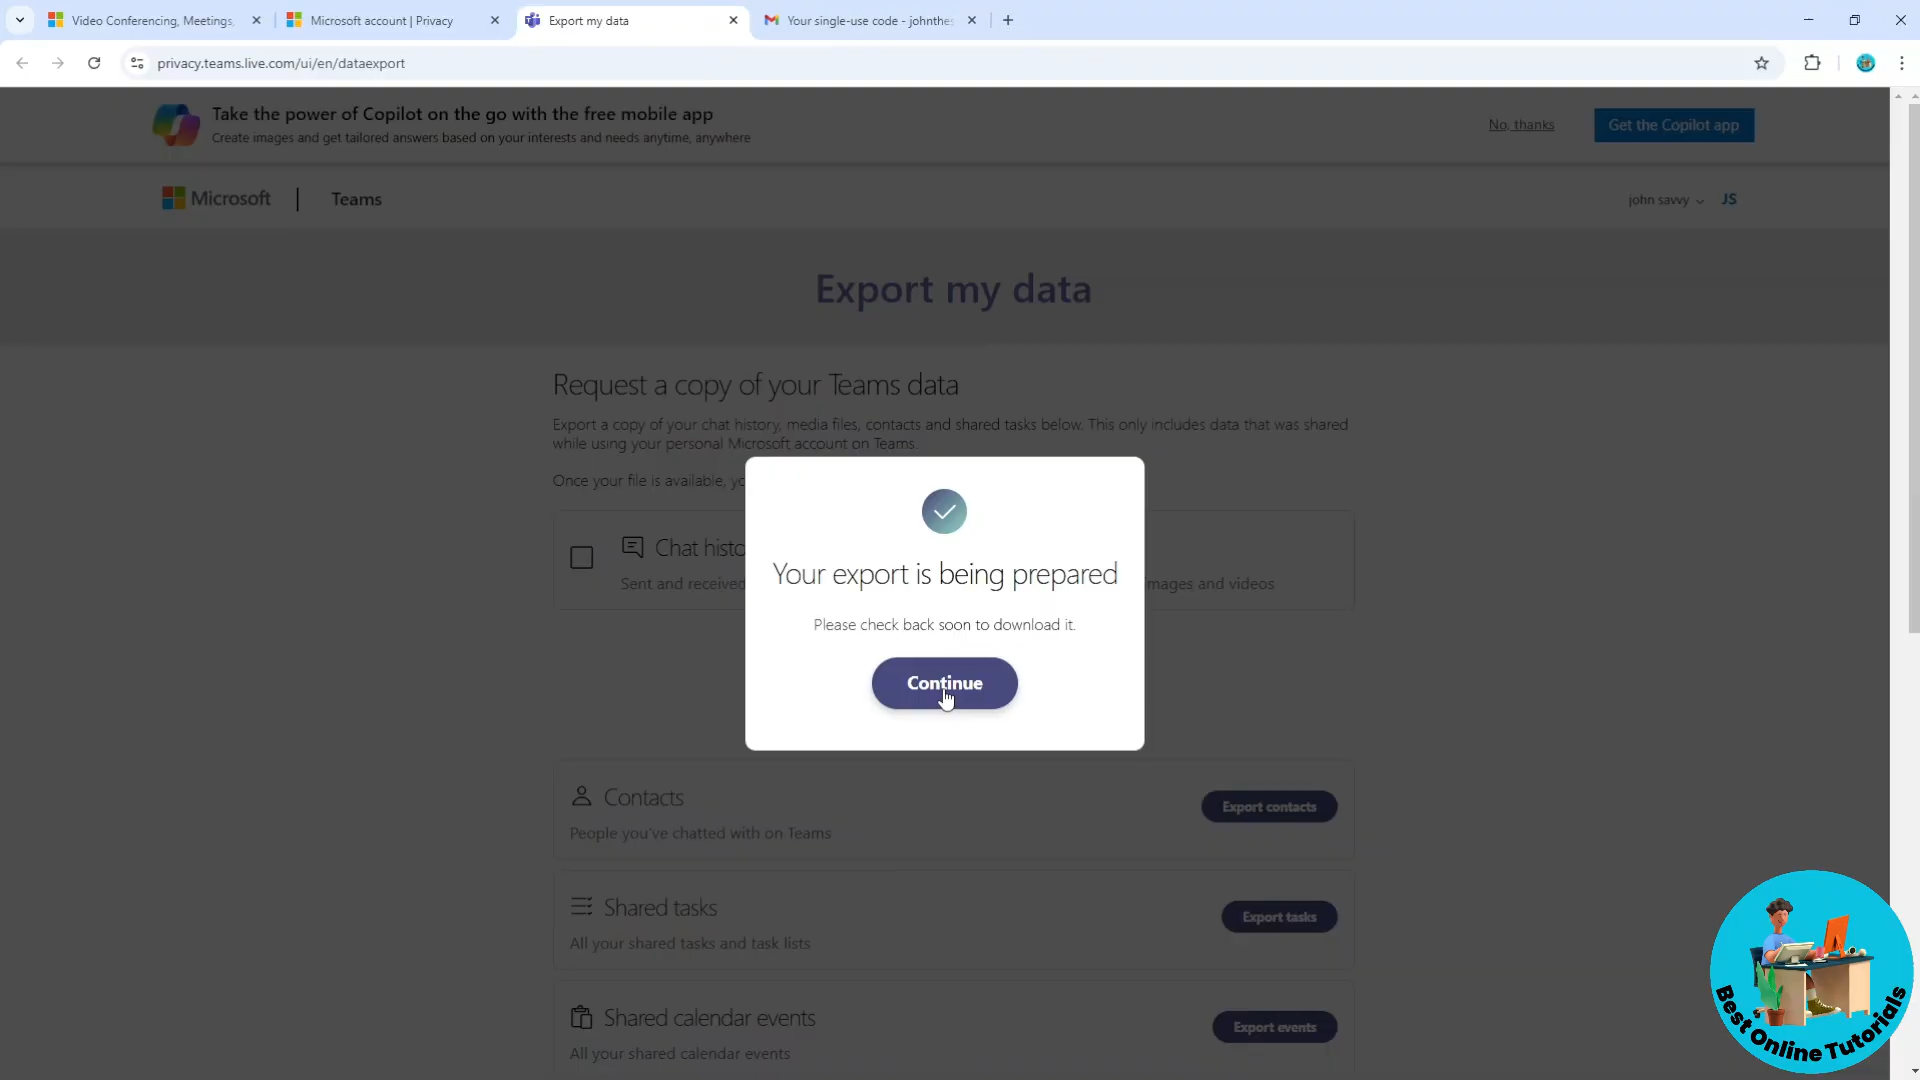 Video Conferencing, Meetings,
Microsoft account | Privacy
Export my data
Your single-use code - johnthes
privacy.teams.live.com/ui/en/dataexport
Take the power of Copilot on the go with the free mobile app
Create images and get tailored answers based on your interests and needs anytime, anywhere
No, thanks
Get the Copilot app
Microsoft
Teams
john savvy
JS
Export my data
Request a copy of your Teams data
Export a copy of your chat history, media files, contacts and shared tasks below. This only includes data that was shared
while using your personal Microsoft account on Teams.
Once your file is available, yo
Chat histo
Sent and received
mages and videos
Your export is being prepared
Please check back soon to download it.
Continue
Contacts
People you've chatted with on Teams
Export contacts
Shared tasks
All your shared tasks and task lists
Export tasks
Shared calendar events
All your shared calendar events
Export events
Best Online Tutorials